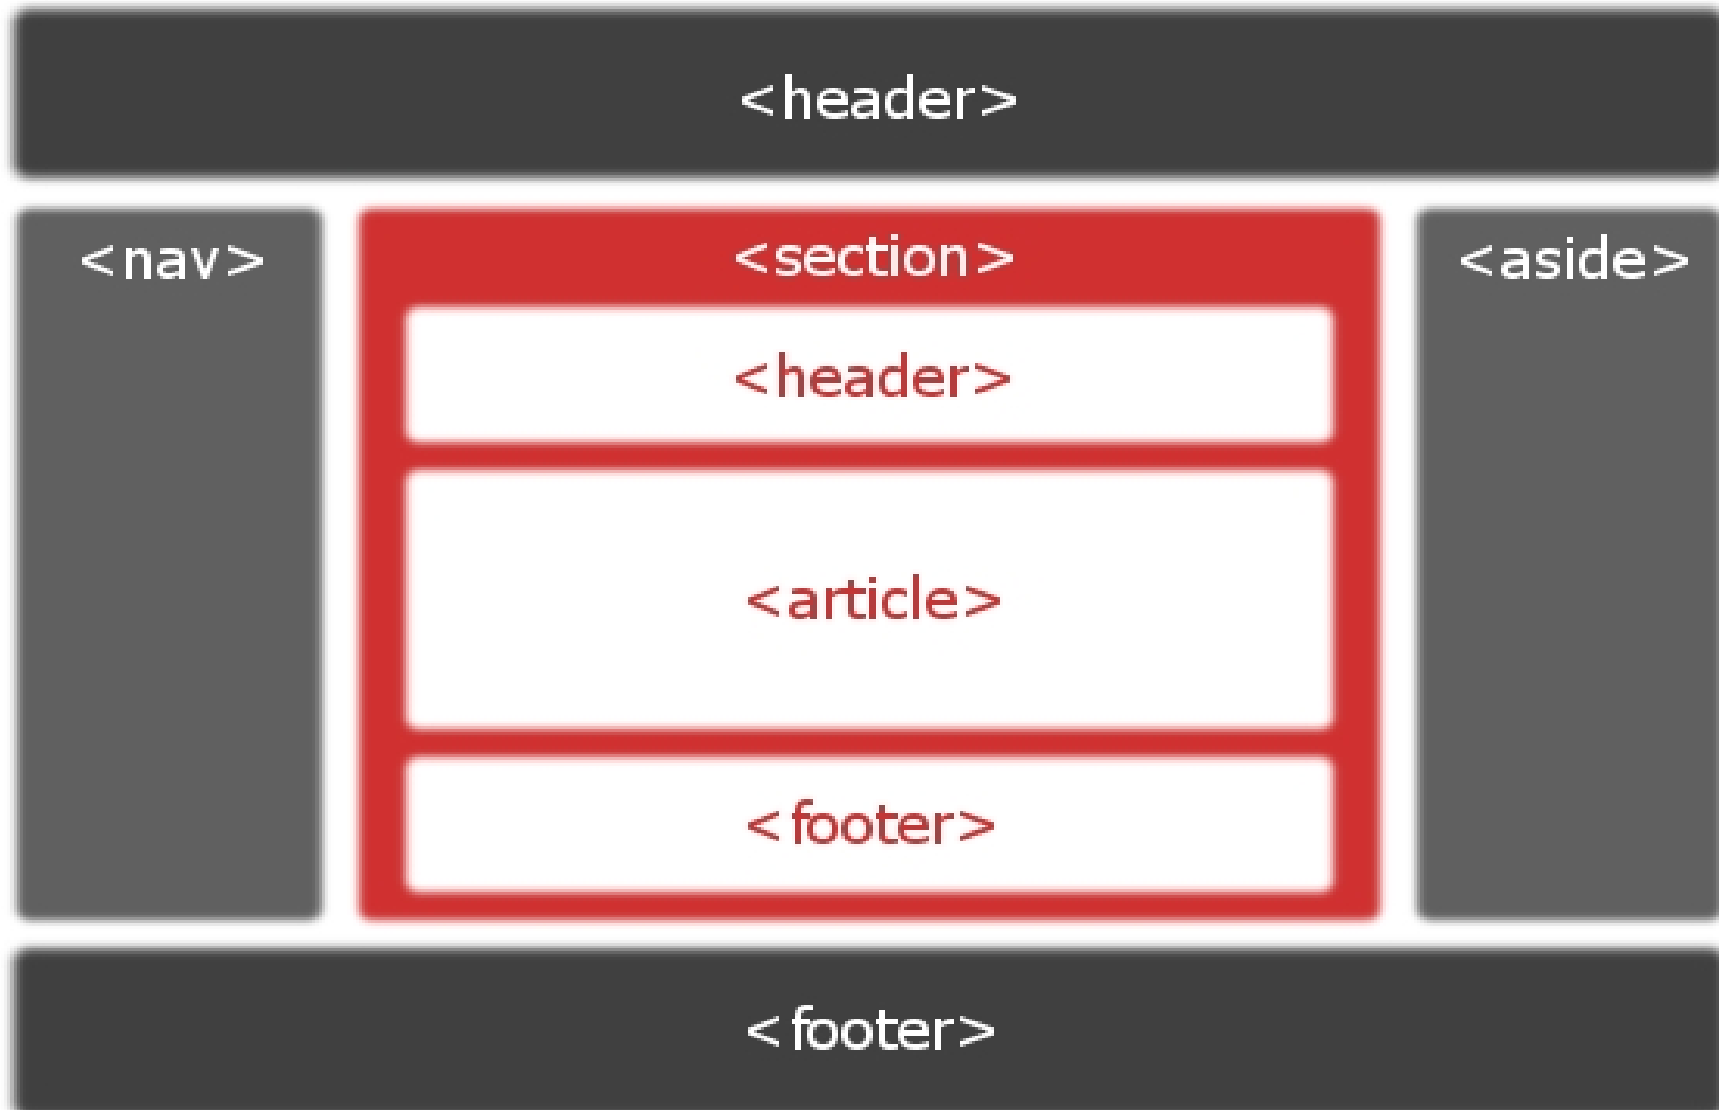 <header>
<nav>
<section>
<aside>
<header>
<article>
<footer>
<footer>